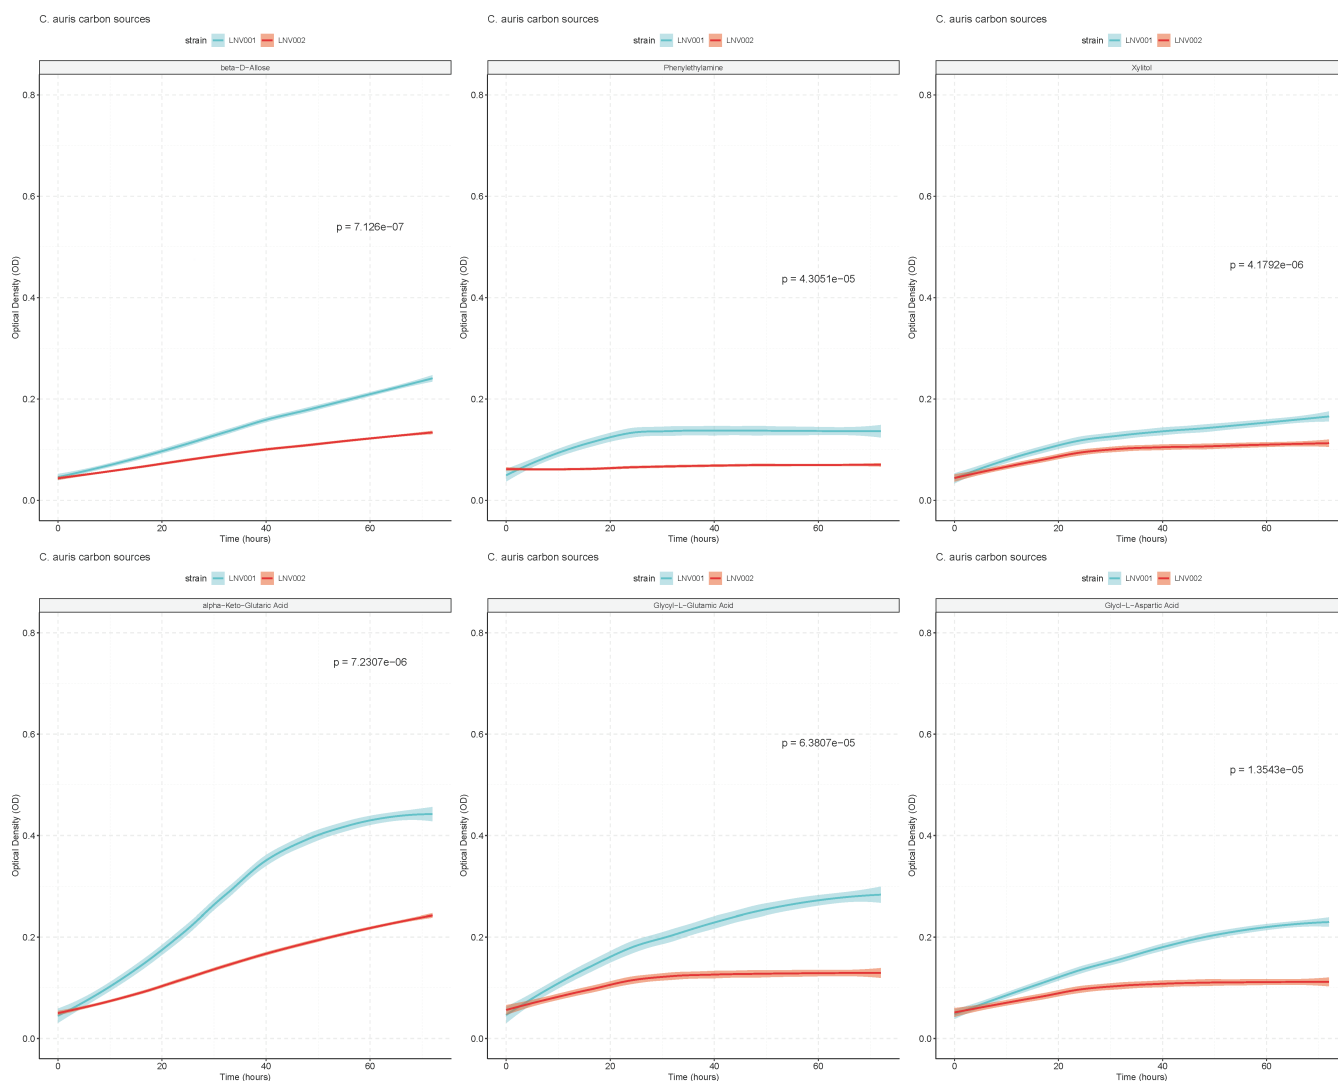 C. auris carbon sources
strain LNV001 LNV002
beta−D−Allose
0.8
0.6
0.4
0.2
0.0
Optical Density (OD)
p = 7.126e−07
0 20 40 60
Time (hours)
C. auris carbon sources
strain LNV001 LNV002
Phenylethylamine
0.8
0.6
0.4
0.2
0.0
Optical Density (OD)
p = 4.3051e−05
0 20 40 60
Time (hours)
C. auris carbon sources
strain LNV001 LNV002
Xylitol
0.8
0.6
0.4
0.2
0.0
Optical Density (OD)
p = 4.1792e−06
0 20 40 60
Time (hours)
C. auris carbon sources
strain LNV001 LNV002
alpha−Keto−Glutaric Acid
0.8
0.6
0.4
0.2
0.0
Optical Density (OD)
p = 7.2307e−06
0 20 40 60
Time (hours)
C. auris carbon sources
strain LNV001 LNV002
Glycyl−L−Glutamic Acid
0.8
0.6
0.4
0.2
0.0
Optical Density (OD)
p = 6.3807e−05
0 20 40 60
Time (hours)
C. auris carbon sources
strain LNV001 LNV002
Glycl−L−Aspartic Acid
0.8
0.6
0.4
0.2
0.0
Optical Density (OD)
p = 1.3543e−05
0 20 40 60
Time (hours)